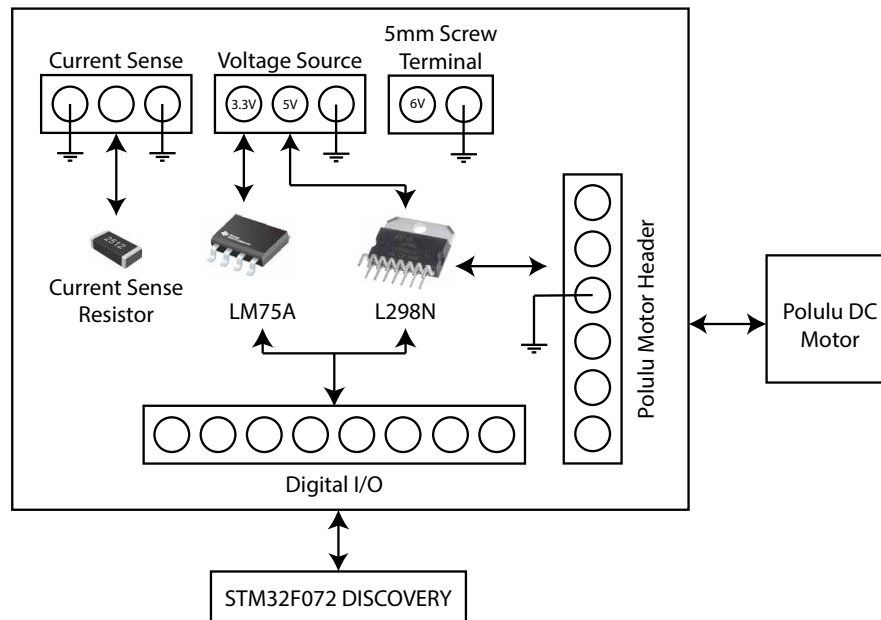 Current Sense
Voltage Source
5mm Screw
Terminal
3.3V
5V
6V
2512
Current Sense
Resistor
LM75A
L298N
Polulu Motor Header
Polulu DC
Motor
Digital I/O
STM32F072 DISCOVERY